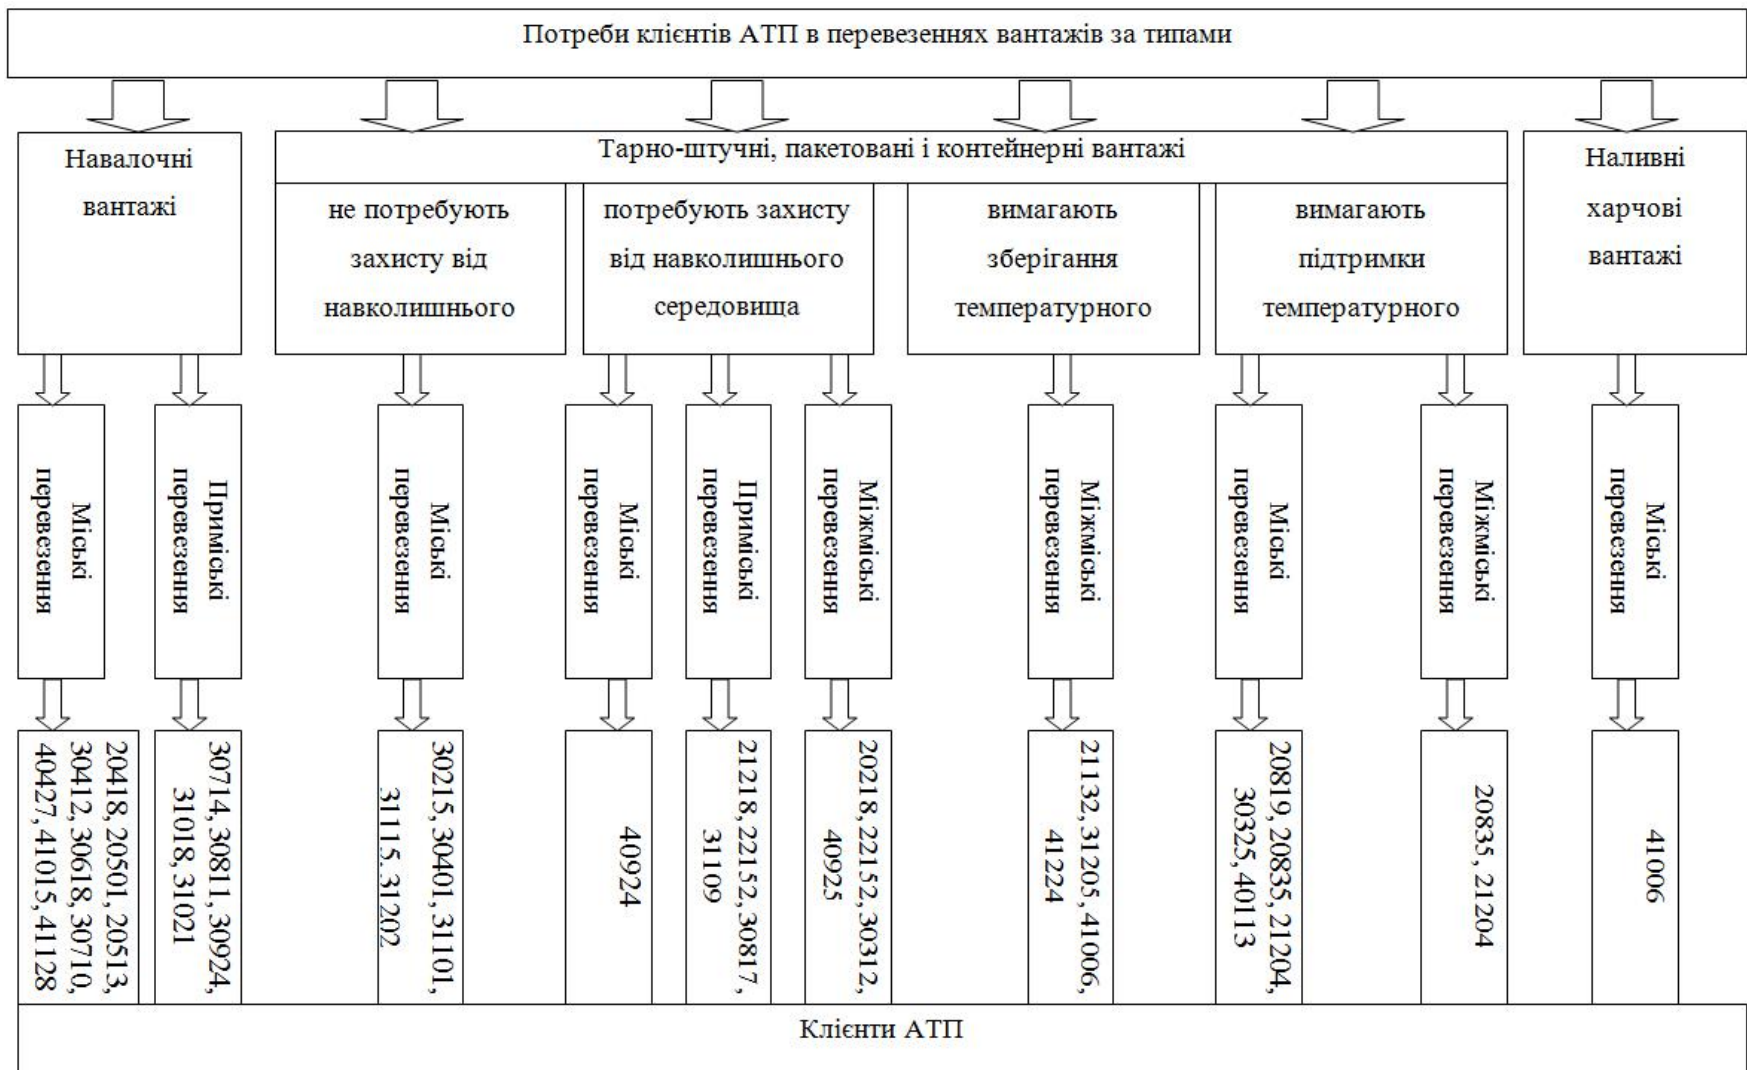 Потреби клієнтів АТП в перевезеннях вантажів за типами
Навалочні
вантажі
Тарно-штучні, пакетовані і контейнерні вантажі
не потребують
захисту від
навколишнього
потребують захисту
від навколишнього
середовища
вимагають
зберігання
температурного
вимагають
підтримки
температурного
Наливні
харчові
вантажі
Міські
перевезення
Приміські
перевезення
Міські
перевезення
Міські
перевезення
Приміські
перевезення
Міжміські
перевезення
Міжміські
перевезення
Міські
перевезення
Міжміські
перевезення
Міські
перевезення
20418, 20501, 20513,
30412, 30618, 30710,
40427, 41015, 41128
30714, 30811, 30924,
31018, 31021
30215, 30401, 31101,
31115, 31202
40924
21218, 22152, 30817,
31109
20218, 22152, 30312,
40925
21132, 31205, 41006,
41224
20819, 20835, 21204,
30325, 40113
20835, 21204
41006
Клієнти АТП